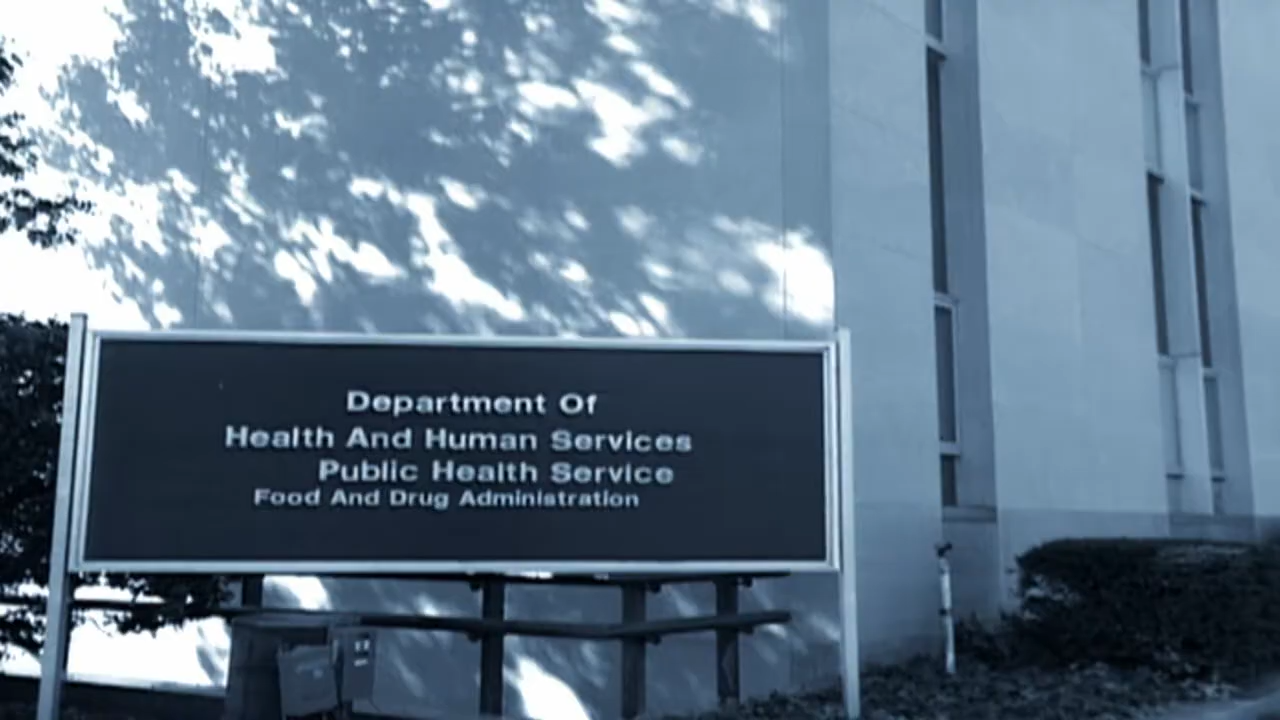 Department Of
Health And Human Services
Public Health Service
Food And Drug Administration